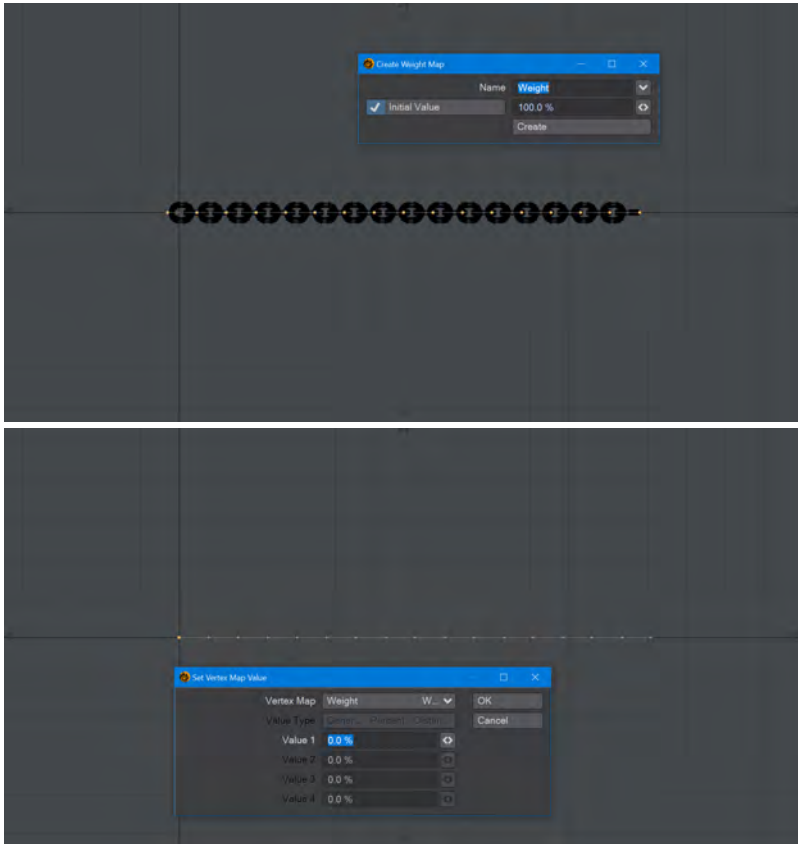 Create Weight Map
Name Weight
Initial Value 100.0 %
Create
Set Vertex Map Value
Vertex Map Weight W... OK
Value Type Percent Cancel
Value 1 0.0 %
Value 2 0.0 %
Value 3 0.0 %
Value 4 0.0 %